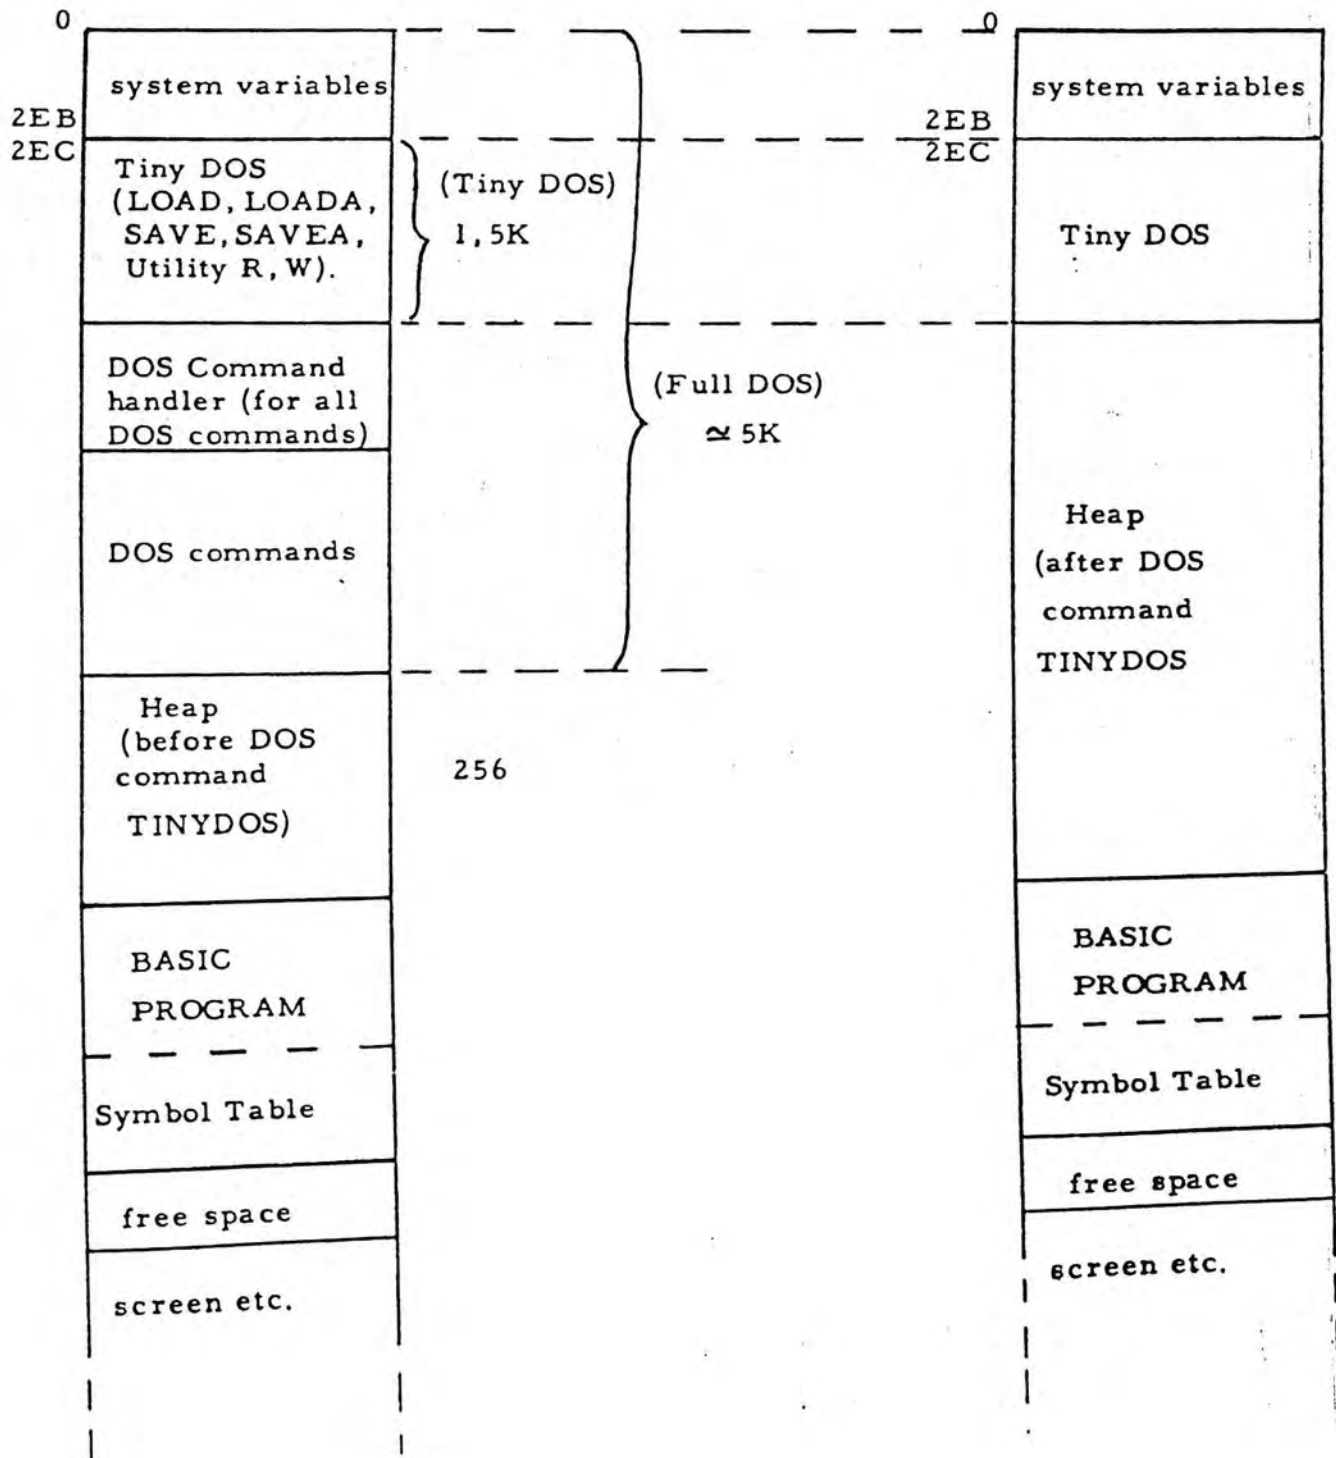 0
system variables
2EB
2EC
Tiny DOS
(LOAD, LOADA,
SAVE, SAVEA,
Utility R, W).
(Tiny DOS)
1, 5K
DOS Command
handler (for all
DOS commands)
(Full DOS)
≃ 5K
DOS commands
Heap
(before DOS
command
TINYDOS)
256
BASIC
PROGRAM
Symbol Table
free space
screen etc.
0
system variables
2EB
2EC
Tiny DOS
Heap
(after DOS
command
TINYDOS
BASIC
PROGRAM
Symbol Table
free space
screen etc.